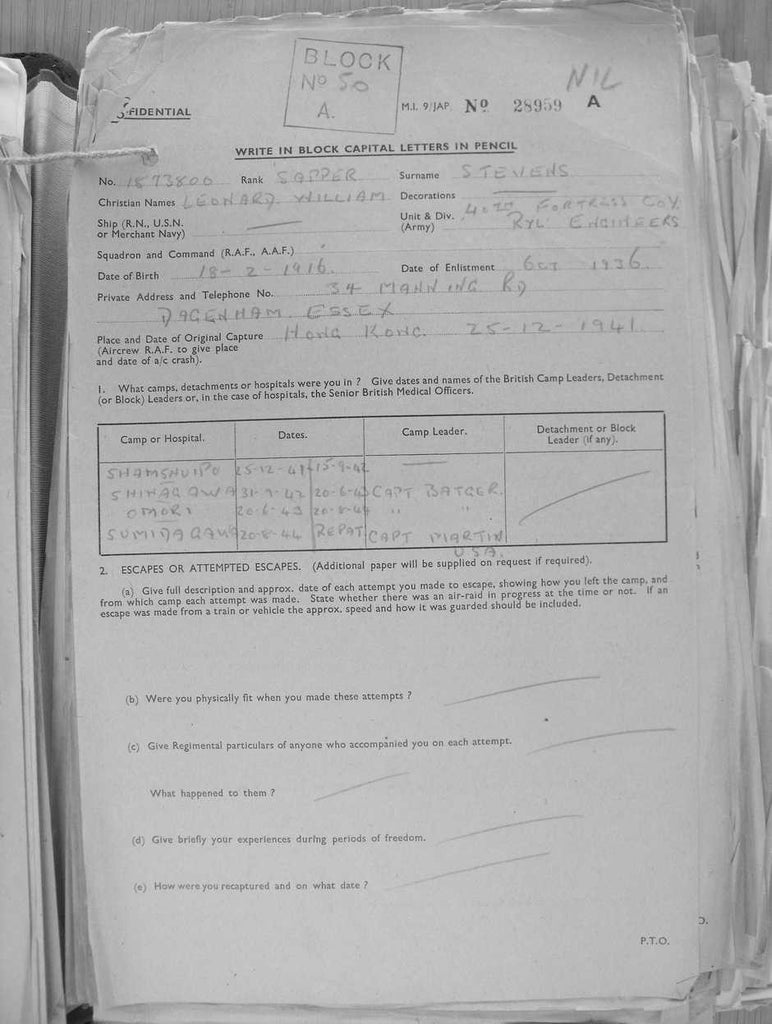 BLOCK
No 50
A.
NIL
FIDENTIAL
M.I. 9/JAP. No 28959 A
WRITE IN BLOCK CAPITAL LETTERS IN PENCIL
No. 1873800 Rank SAPPER Surname STEVENS
Christian Names LEONARD WILLIAM Decorations
Ship (R.N., U.S.N. or Merchant Navy) Unit & Div. (Army) 40TH FORTRESS COY.
RYL ENGINEERS
Squadron and Command (R.A.F., A.A.F.)
Date of Birth 18-2-1916. Date of Enlistment 6 OCT 1936.
Private Address and Telephone No. 34 MANNING RD
DAGENHAM ESSEX
Place and Date of Original Capture HONG KONG. 25-12-1941.
(Aircrew R.A.F. to give place
and date of a/c crash).
1. What camps, detachments or hospitals were you in ? Give dates and names of the British Camp Leaders, Detachment
(or Block) Leaders or, in the case of hospitals, the Senior British Medical Officers.
Camp or Hospital. Dates. Camp Leader. Detachment or Block
Leader (if any).
SHAMSHUIPO 25-12-41 15-9-42
SHINAGAWA 20-6-43 CAPT BATGER.
OMORI 20-6-43 20-8-44 " "
SUMIDAGAWA 20-8-44 REPAT CAPT MARTIN
U.S.A.
2. ESCAPES OR ATTEMPTED ESCAPES. (Additional paper will be supplied on request if required).
(a) Give full description and approx. date of each attempt you made to escape, showing how you left the camp, and
from which camp each attempt was made. State whether there was an air-raid in progress at the time or not. If an
escape was made from a train or vehicle the approx. speed and how it was guarded should be included.
(b) Were you physically fit when you made these attempts ?
(c) Give Regimental particulars of anyone who accompanied you on each attempt.
What happened to them ?
(d) Give briefly your experiences during periods of freedom.
(e) How were you recaptured and on what date ?
P.T.O.